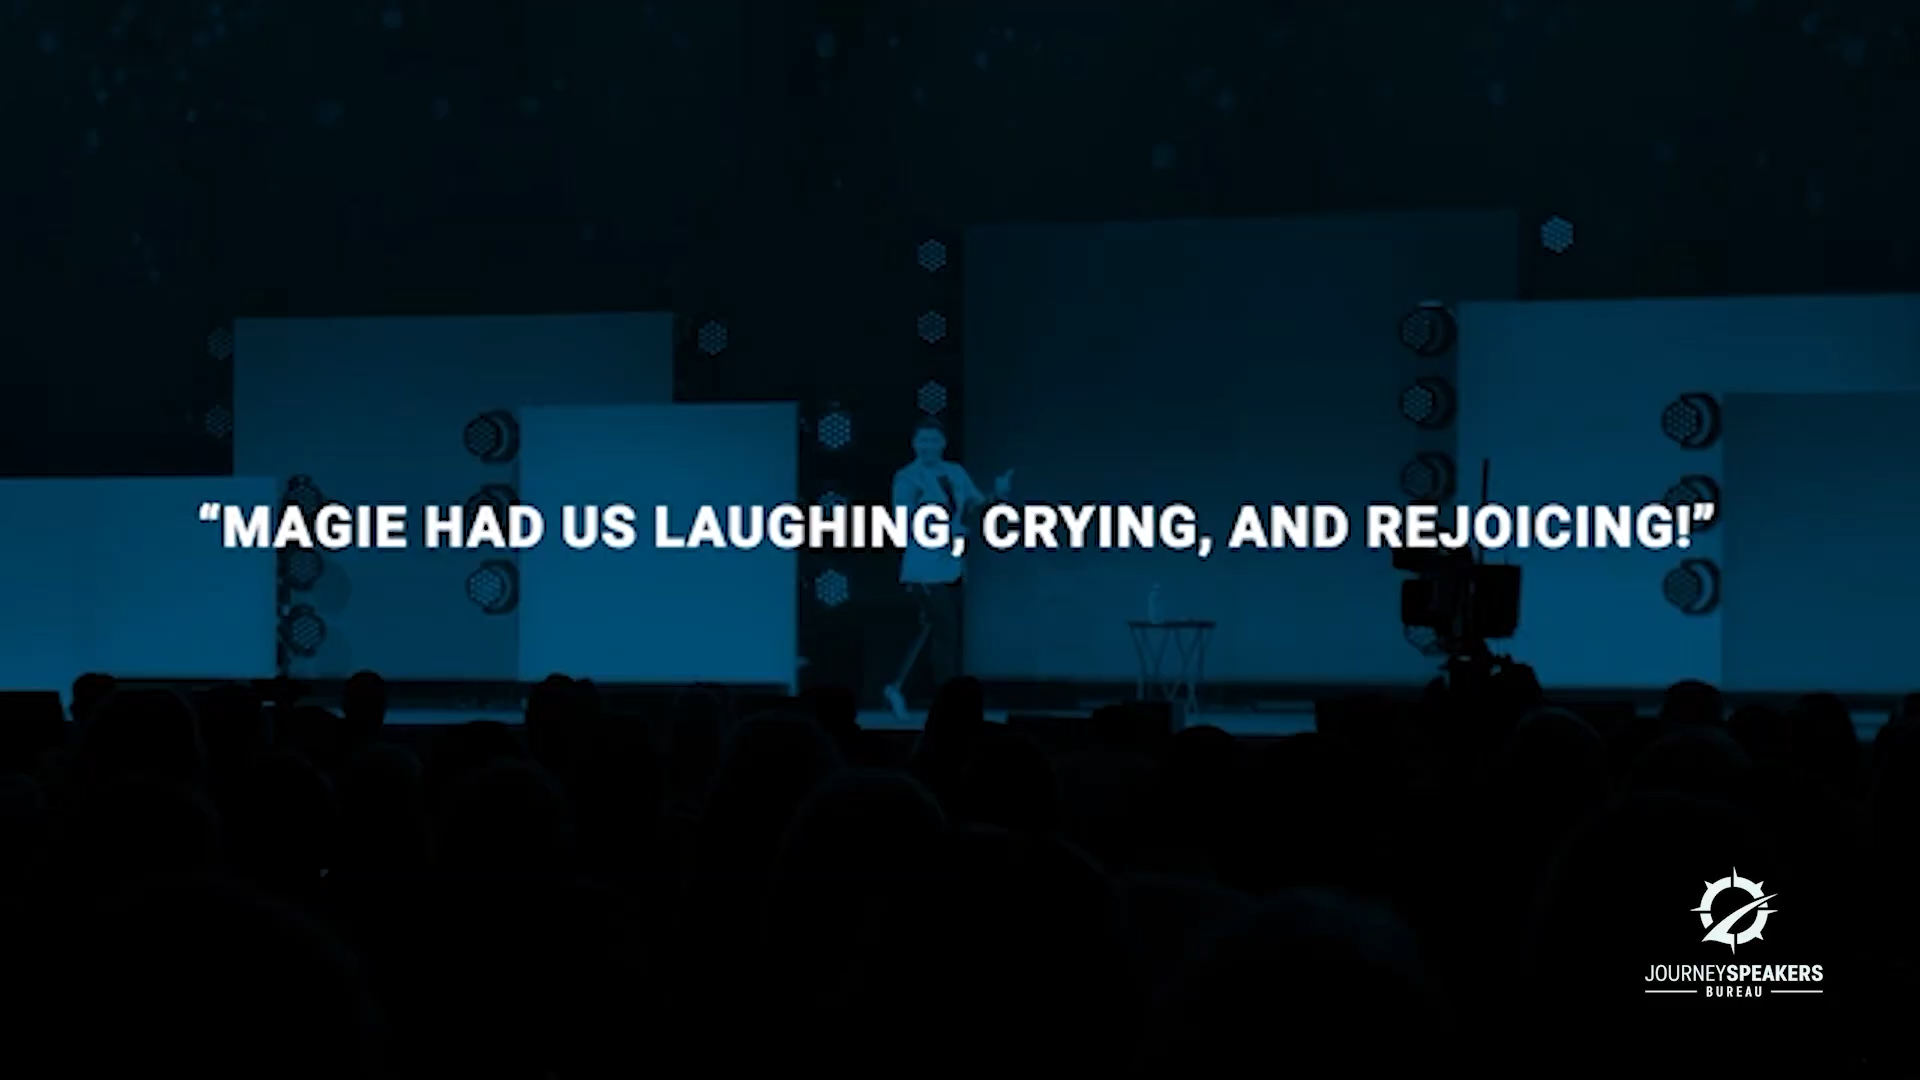 “MAGIE HAD US LAUGHING, CRYING, AND REJOICING!”
JOURNEYSPEAKERS
BUREAU